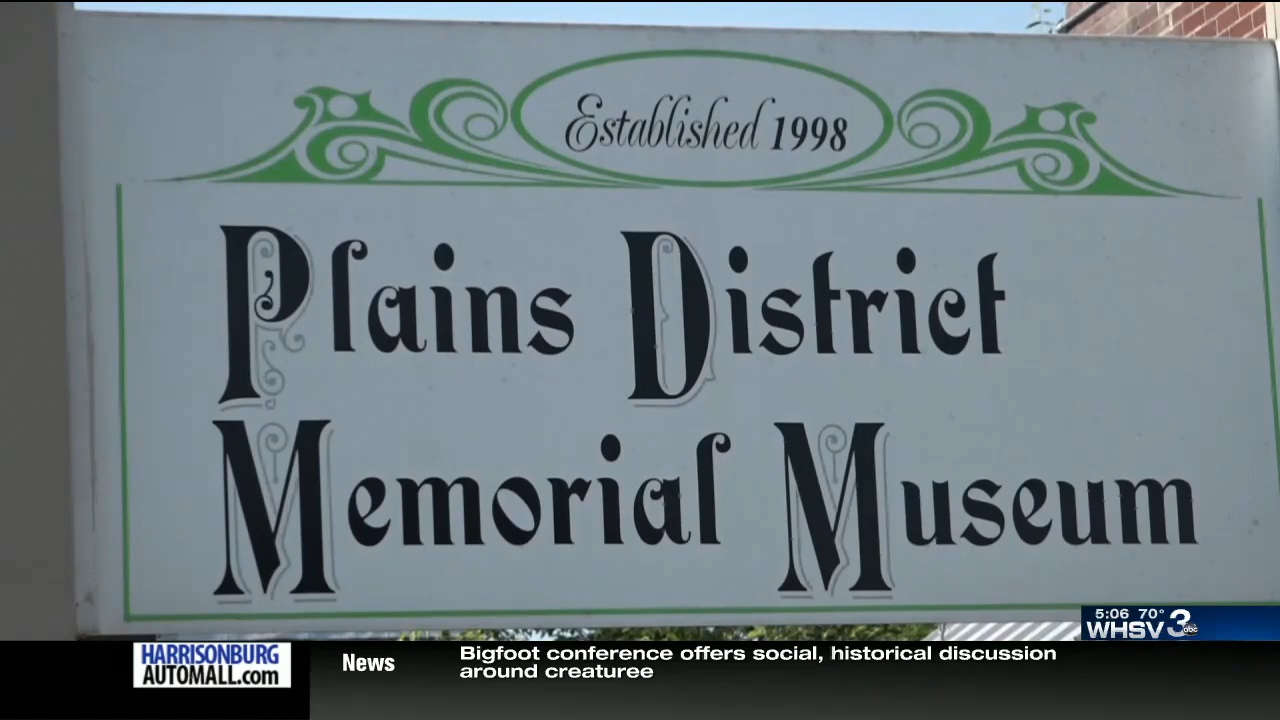 Established 1998
Plains District
Memorial Museum
5:06 70°
WHSV 3 abc
HARRISONBURG
AUTOMALL.com
News
Bigfoot conference offers social, historical discussion
around creaturee